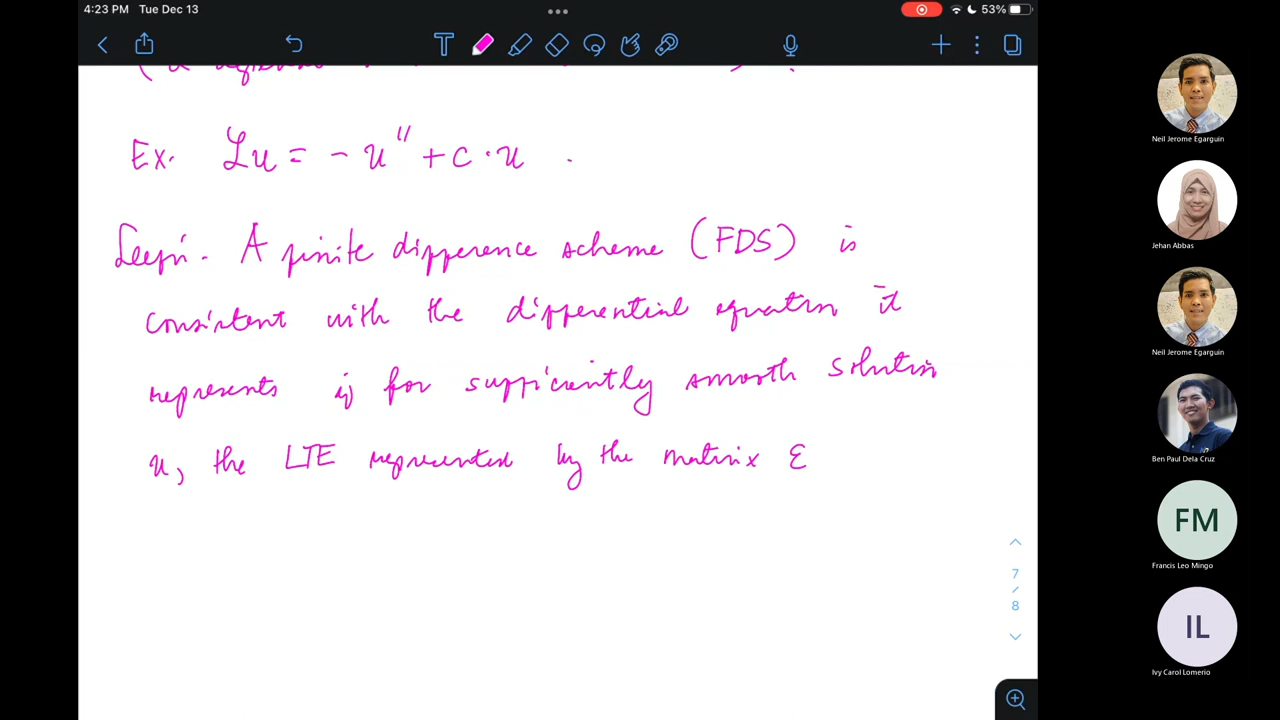 4:23 PM Tue Dec 13
53%
Ex. ℒu = - u'' + c · u .
Defn. A finite difference scheme (FDS) is
consistent with the differential equation it
represents if for sufficiently smooth solution
u, the LTE represented by the matrix ε
7
/
8
Neil Jerome Egarguin
Jehan Abbas
Neil Jerome Egarguin
Ben Paul Dela Cruz
FM
Francis Leo Mingo
IL
Ivy Carol Lomerio